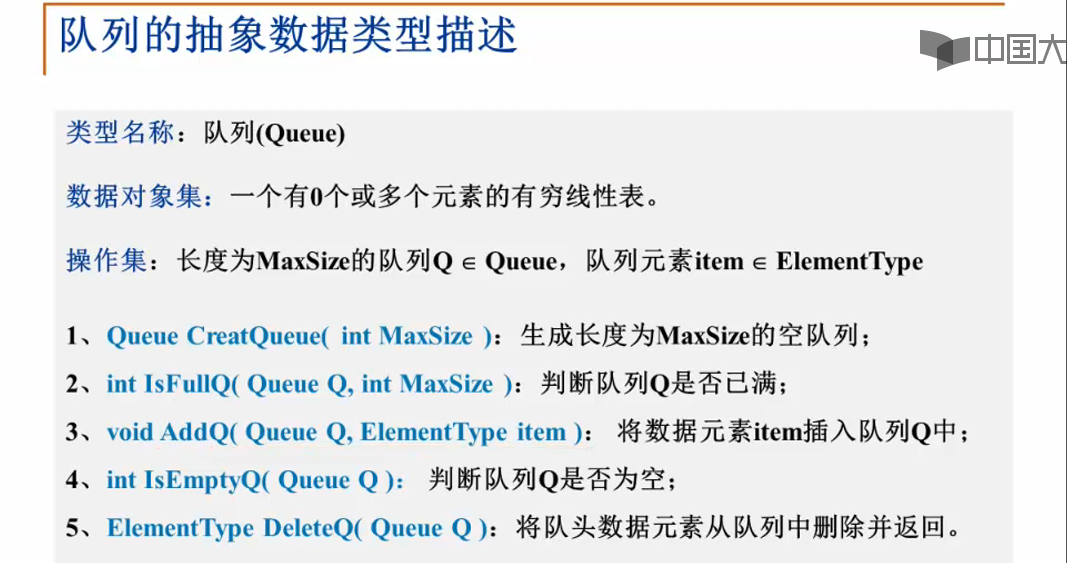 队列的抽象数据类型描述
中国大
类型名称：队列(Queue)
数据对象集：一个有0个或多个元素的有穷线性表。
操作集：长度为MaxSize的队列Q ∈ Queue，队列元素item ∈ ElementType
1、Queue CreatQueue( int MaxSize )：生成长度为MaxSize的空队列；
2、int IsFullQ( Queue Q, int MaxSize )：判断队列Q是否已满；
3、void AddQ( Queue Q, ElementType item )： 将数据元素item插入队列Q中；
4、int IsEmptyQ( Queue Q )： 判断队列Q是否为空；
5、ElementType DeleteQ( Queue Q )：将队头数据元素从队列中删除并返回。